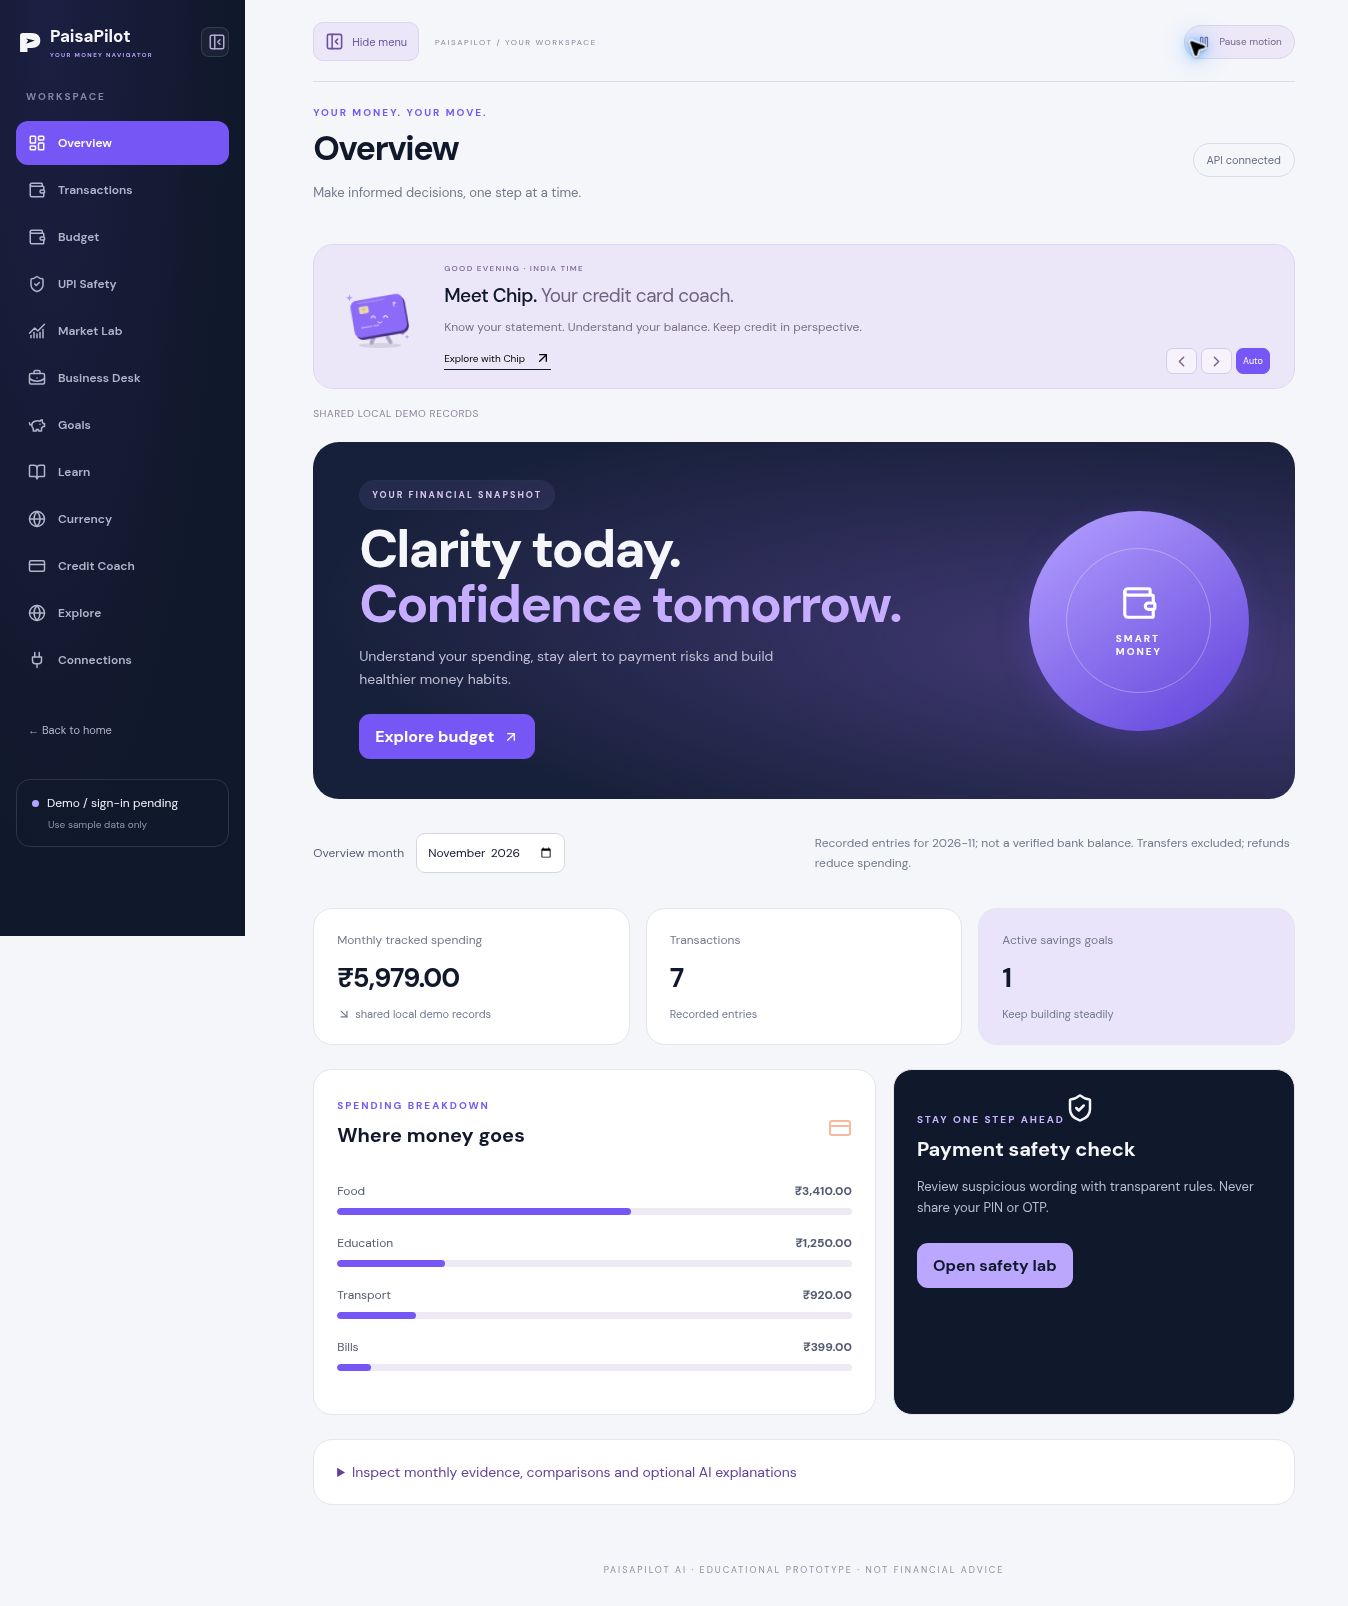 PaisaPilot
YOUR MONEY NAVIGATOR
WORKSPACE
Overview
Transactions
Budget
UPI Safety
Market Lab
Business Desk
Goals
Learn
Currency
Credit Coach
Explore
Connections
← Back to home
Demo / sign-in pending
Use sample data only
Hide menu
PAISAPILOT / YOUR WORKSPACE
Pause motion
YOUR MONEY. YOUR MOVE.
Overview
API connected
Make informed decisions, one step at a time.
GOOD EVENING · INDIA TIME
Meet Chip. Your credit card coach.
Know your statement. Understand your balance. Keep credit in perspective.
Explore with Chip
Auto
SHARED LOCAL DEMO RECORDS
YOUR FINANCIAL SNAPSHOT
Clarity today.
Confidence tomorrow.
Understand your spending, stay alert to payment risks and build
healthier money habits.
Explore budget
SMART
MONEY
Overview month
November 2026
Recorded entries for 2026-11; not a verified bank balance. Transfers excluded; refunds
reduce spending.
Monthly tracked spending
₹5,979.00
shared local demo records
Transactions
7
Recorded entries
Active savings goals
1
Keep building steadily
SPENDING BREAKDOWN
Where money goes
Food ₹3,410.00
Education ₹1,250.00
Transport ₹920.00
Bills ₹399.00
STAY ONE STEP AHEAD
Payment safety check
Review suspicious wording with transparent rules. Never
share your PIN or OTP.
Open safety lab
Inspect monthly evidence, comparisons and optional AI explanations
PAISAPILOT AI · EDUCATIONAL PROTOTYPE · NOT FINANCIAL ADVICE